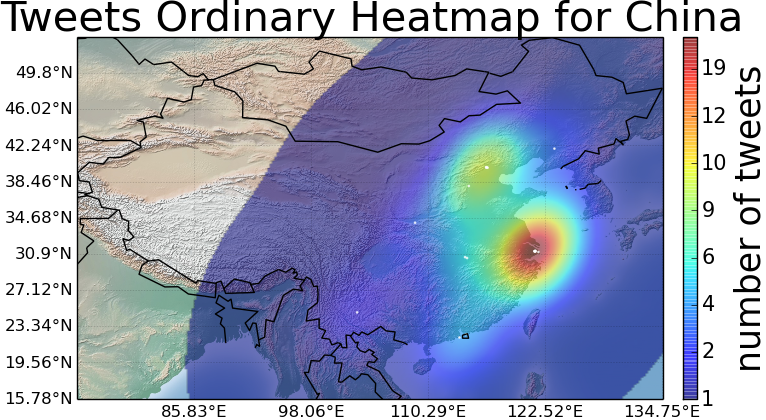 Tweets Ordinary Heatmap for China
49.8°N
46.02°N
42.24°N
38.46°N
34.68°N
30.9°N
27.12°N
23.34°N
19.56°N
15.78°N
85.83°E 98.06°E 110.29°E 122.52°E 134.75°E
19
12
10
9
6
4
2
1
number of tweets